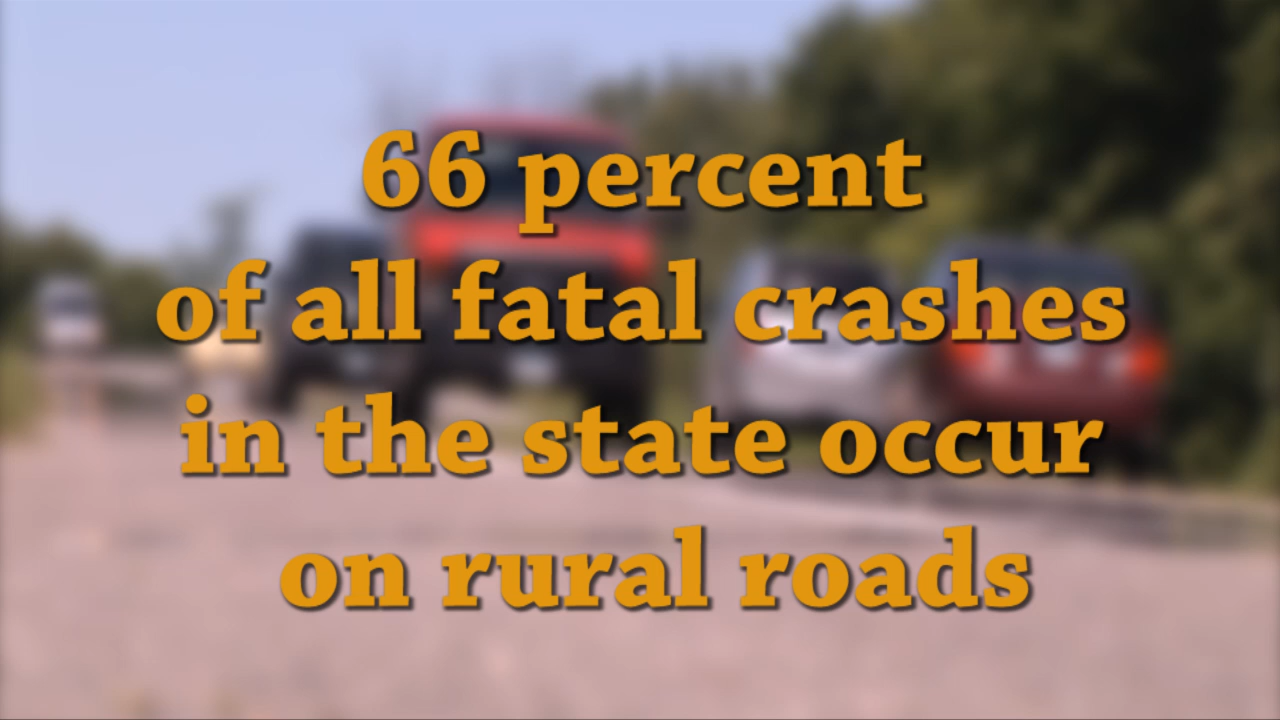 66 percent
of all fatal crashes
in the state occur
on rural roads